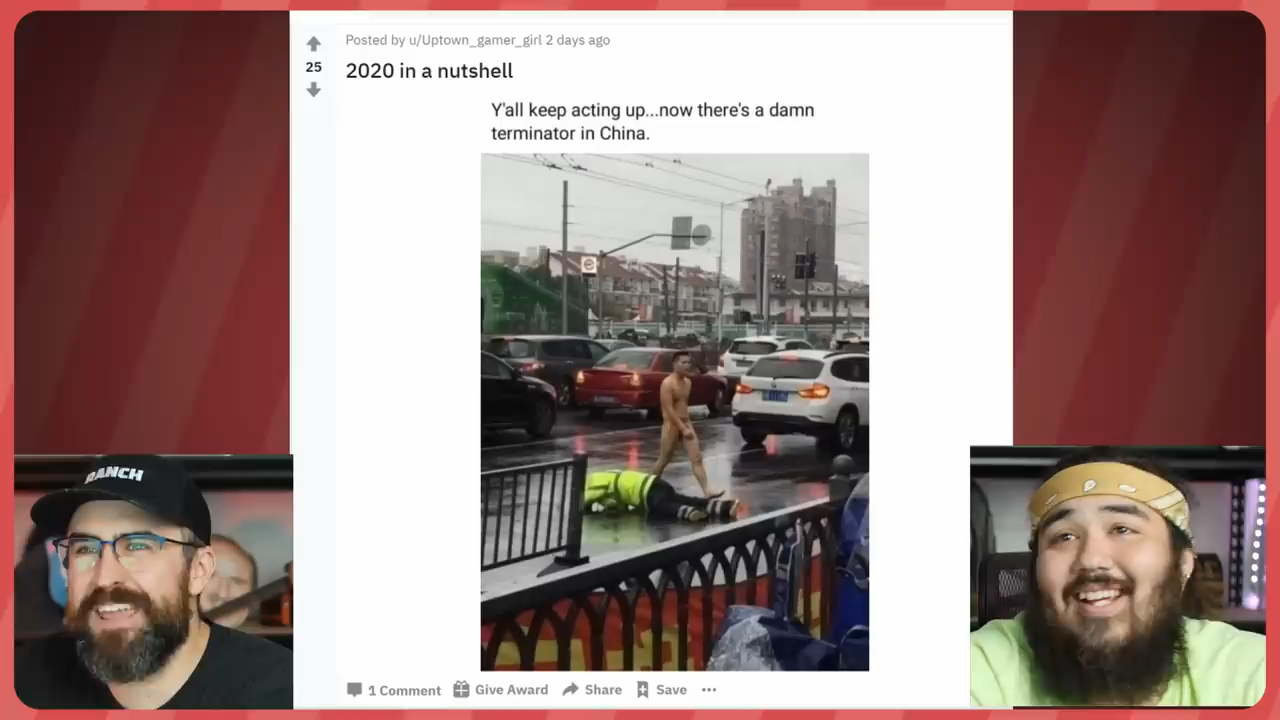 Posted by u/Uptown_gamer_girl 2 days ago
25
2020 in a nutshell
Y'all keep acting up...now there's a damn
terminator in China.
RANCH
1 Comment
Give Award
Share
Save